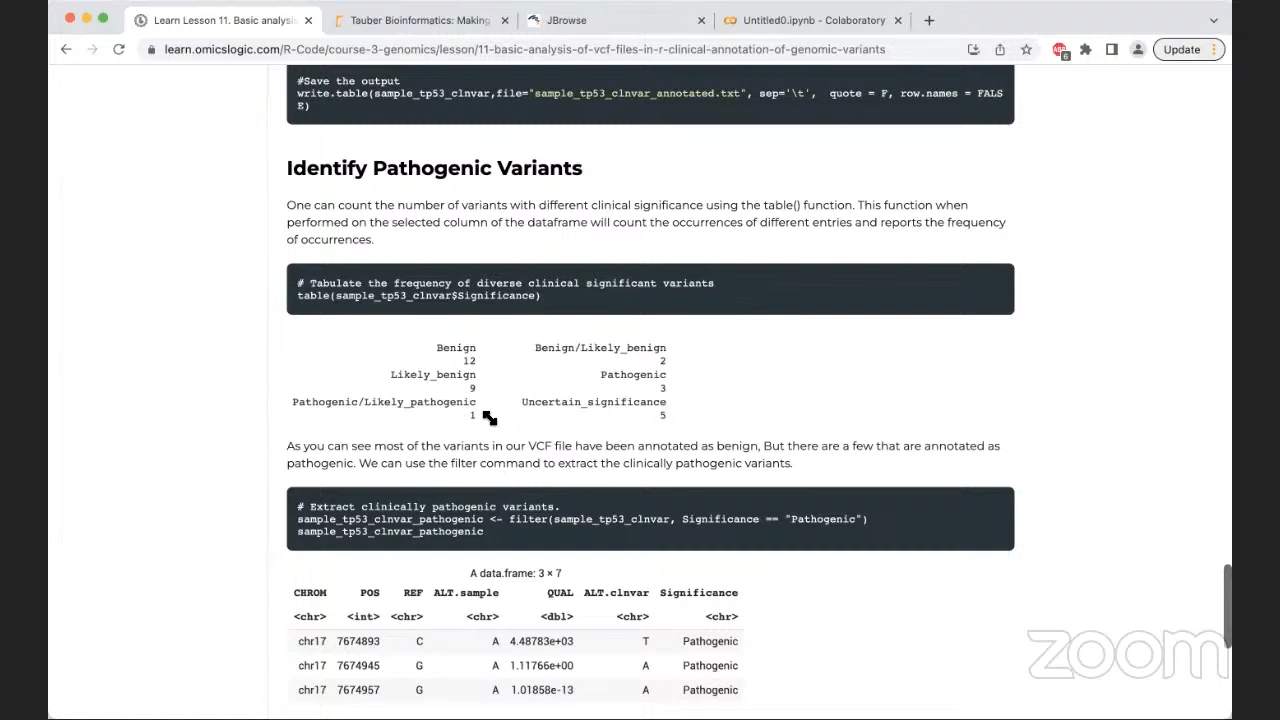 Learn Lesson 11. Basic analysis
Tauber Bioinformatics: Making
JBrowse
Untitled0.ipynb - Colaboratory
learn.omicslogic.com/R-Code/course-3-genomics/lesson/11-basic-analysis-of-vcf-files-in-r-clinical-annotation-of-genomic-variants
6
Update
#Save the output
write.table(sample_tp53_clnvar,file="sample_tp53_clnvar_annotated.txt", sep='\t', quote = F, row.names = FALS
E)
Identify Pathogenic Variants
One can count the number of variants with different clinical significance using the table() function. This function when
performed on the selected column of the dataframe will count the occurrences of different entries and reports the frequency
of occurrences.
# Tabulate the frequency of diverse clinical significant variants
table(sample_tp53_clnvar$Significance)
Benign Benign/Likely_benign
12 2
Likely_benign Pathogenic
9 3
Pathogenic/Likely_pathogenic Uncertain_significance
1 5
As you can see most of the variants in our VCF file have been annotated as benign, But there are a few that are annotated as
pathogenic. We can use the filter command to extract the clinically pathogenic variants.
# Extract clinically pathogenic variants.
sample_tp53_clnvar_pathogenic <- filter(sample_tp53_clnvar, Significance == "Pathogenic")
sample_tp53_clnvar_pathogenic
A data.frame: 3 × 7
CHROM POS REF ALT.sample QUAL ALT.clnvar Significance
<chr> <int> <chr> <chr> <dbl> <chr> <chr>
chr17 7674893 C A 4.48783e+03 T Pathogenic
chr17 7674945 G A 1.11766e+00 A Pathogenic
chr17 7674957 G A 1.01858e-13 A Pathogenic
zoom